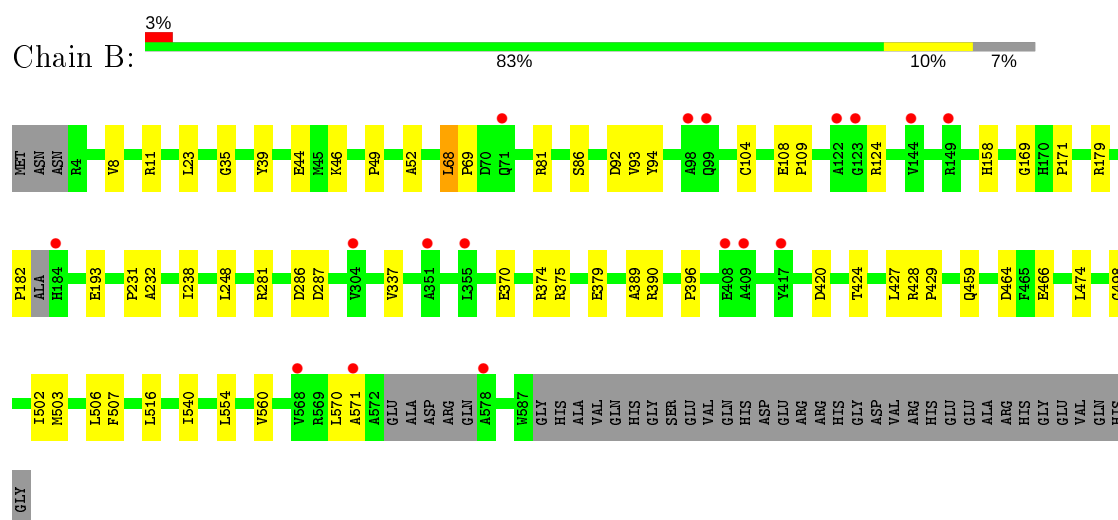 3%
Chain B:
83% 10% 7%
MET ASN ASN R4 V8 R11 L23 G35 Y39 E44 M45 K46 P49 A52 L68 P69 D70 Q71 R81 S86 D92 V93 Y94 A98 Q99 C104 E108 P109 A122 G123 R124 V144 R149 H158 G169 H170 P171 R179
P182 ALA H184 E193 P231 A232 I238 L248 R281 D286 D287 V304 V337 A351 L355 E370 R374 R375 E379 A389 R390 P396 E408 A409 Y417 D420 T424 L427 R428 P429 Q459 D464 F465 E466 L474
I502 M503 L506 F507 L516 I540 L554 V560 V568 R569 L570 A571 A572 GLU ALA ASP ARG GLN A578 W587 GLY HIS ALA VAL GLN HIS GLY SER GLU VAL GLN HIS ASP GLU ARG ARG HIS GLY ASP VAL ARG HIS GLU GLU ALA ARG HIS GLY GLU VAL GLN HIS
GLY